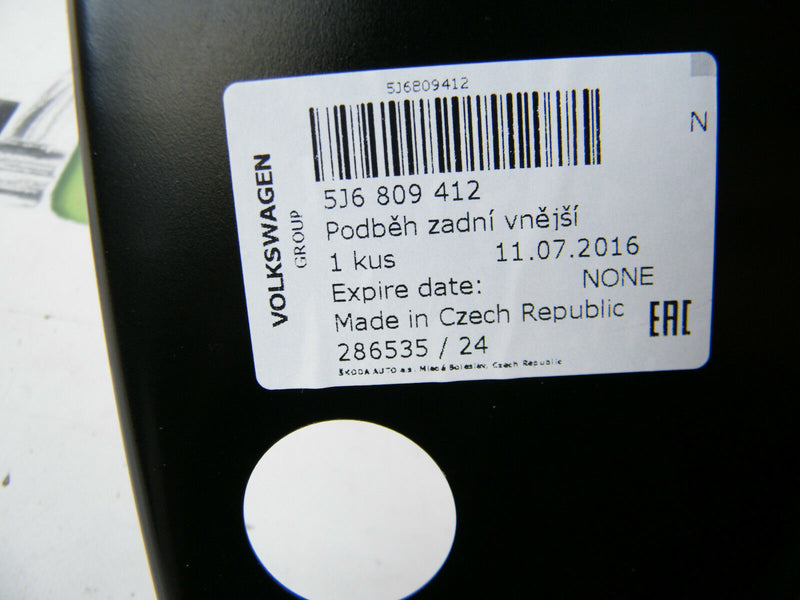 5J6809412
N
VOLKSWAGEN
GROUP
5J6 809 412
Podběh zadní vnější
1 kus 11.07.2016
Expire date: NONE
Made in Czech Republic
EAC
286535 / 24
ŠKODA AUTO a.s. Mladá Boleslav, Czech Republic